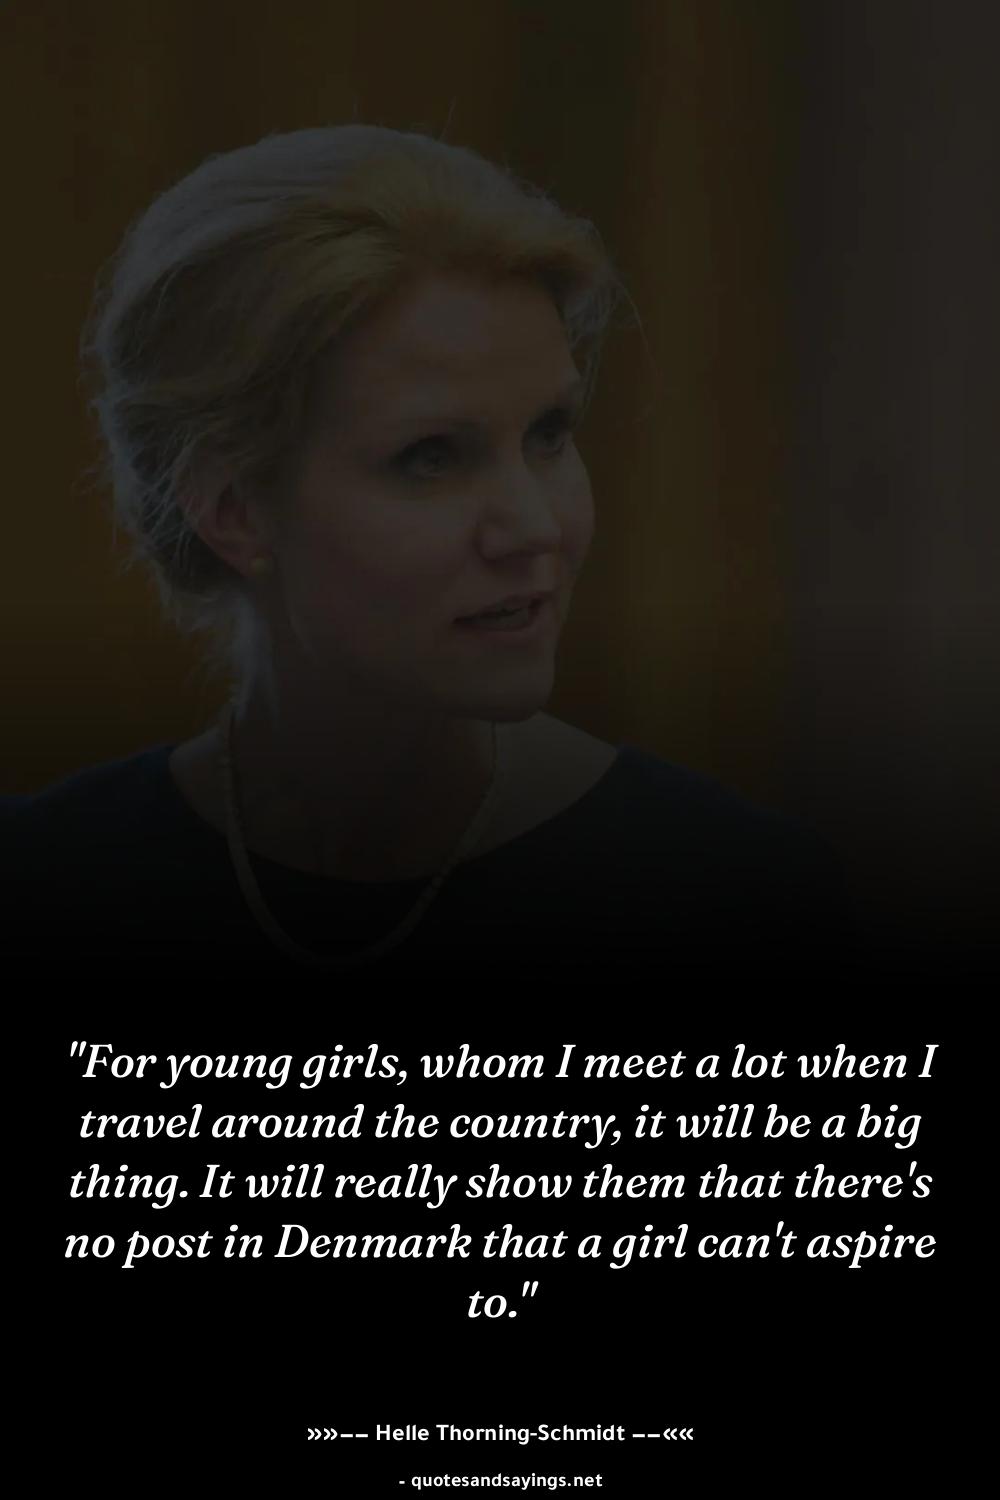 "For young girls, whom I meet a lot when I
travel around the country, it will be a big
thing. It will really show them that there's
no post in Denmark that a girl can't aspire
to."
»»−− Helle Thorning-Schmidt −−««
- quotesandsayings.net